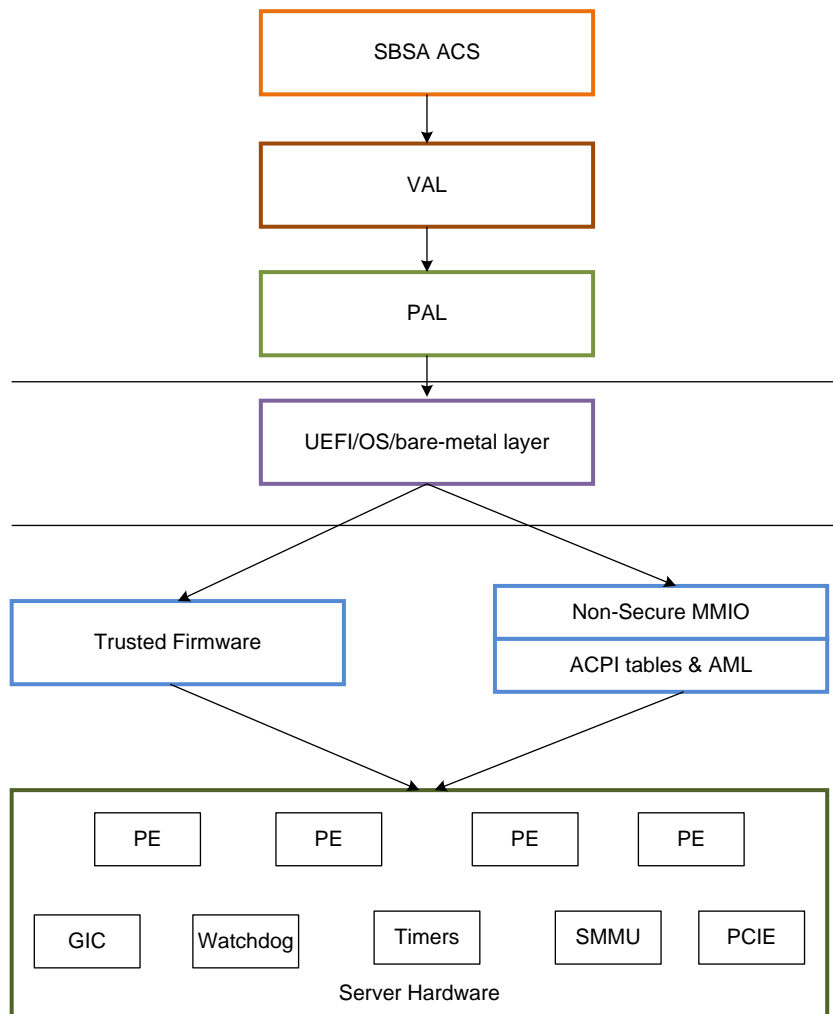 SBSA ACS
VAL
PAL
UEFI/OS/bare-metal layer
Trusted Firmware
Non-Secure MMIO
ACPI tables & AML
PE
PE
PE
PE
GIC
Watchdog
Timers
SMMU
PCIE
Server Hardware